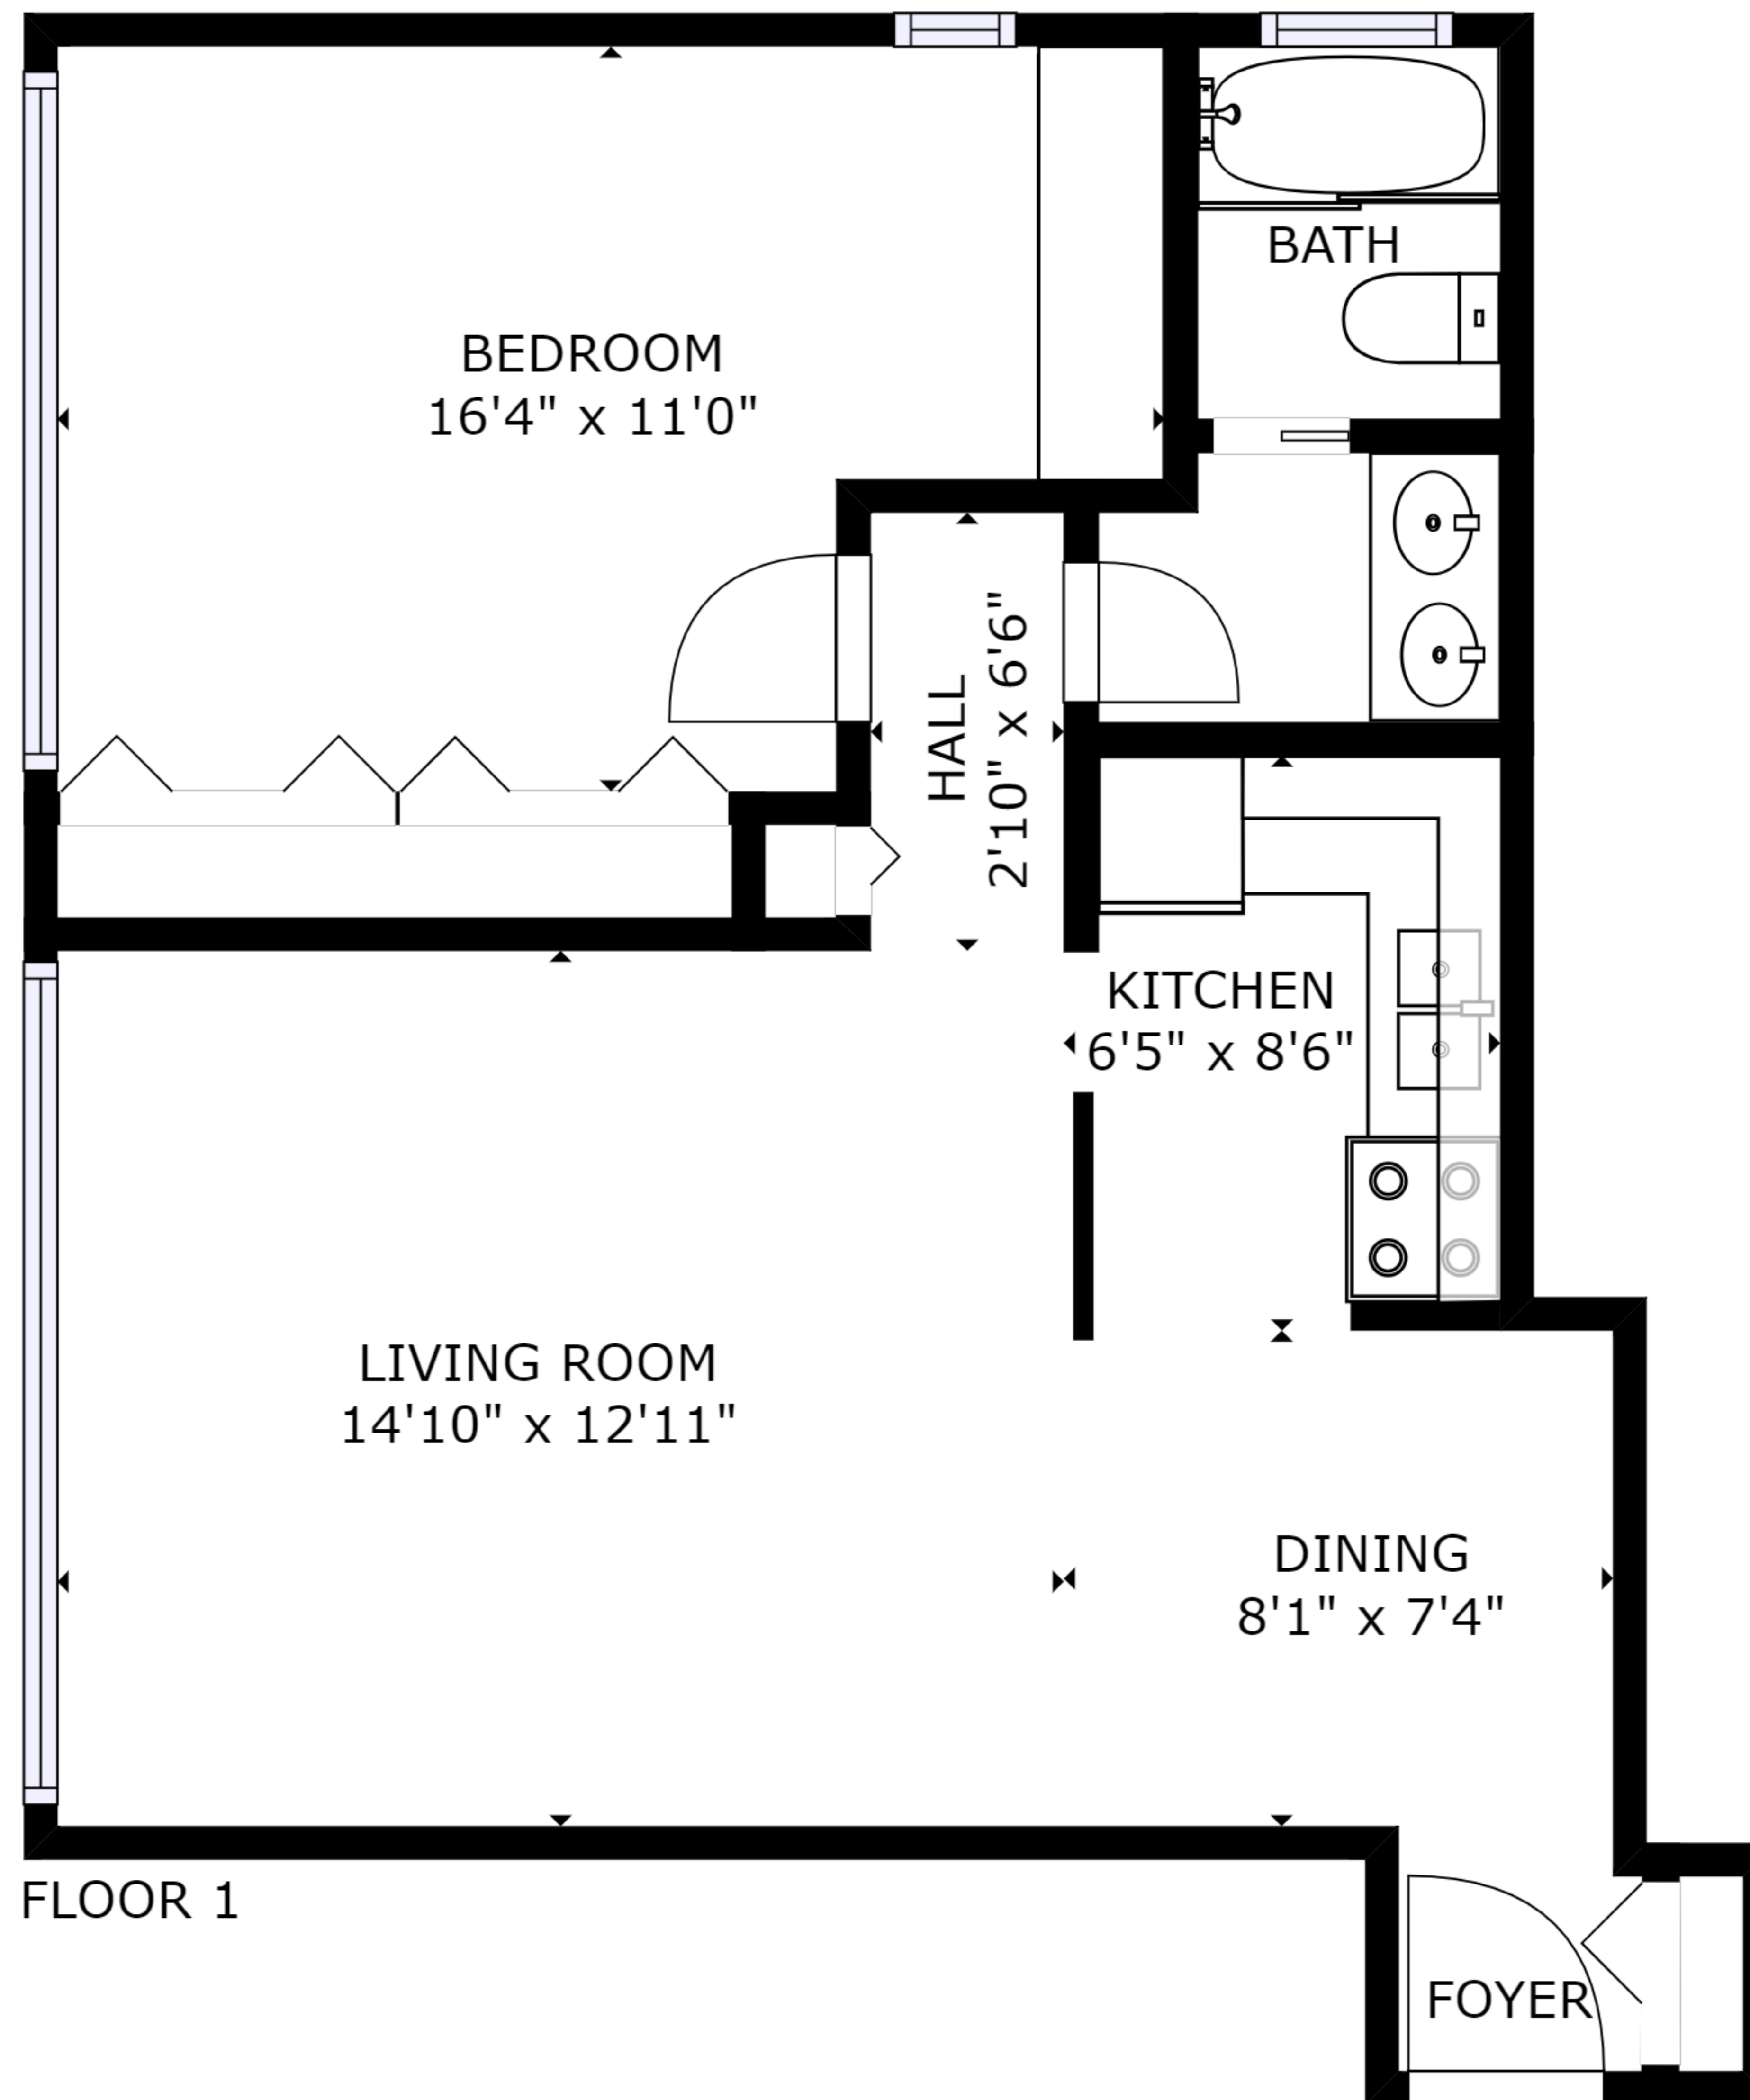 BATH
BEDROOM
16'4" x 11'0"
HALL
2'10" x 6'6"
KITCHEN
6'5" x 8'6"
LIVING ROOM
14'10" x 12'11"
DINING
8'1" x 7'4"
FLOOR 1
FOYER